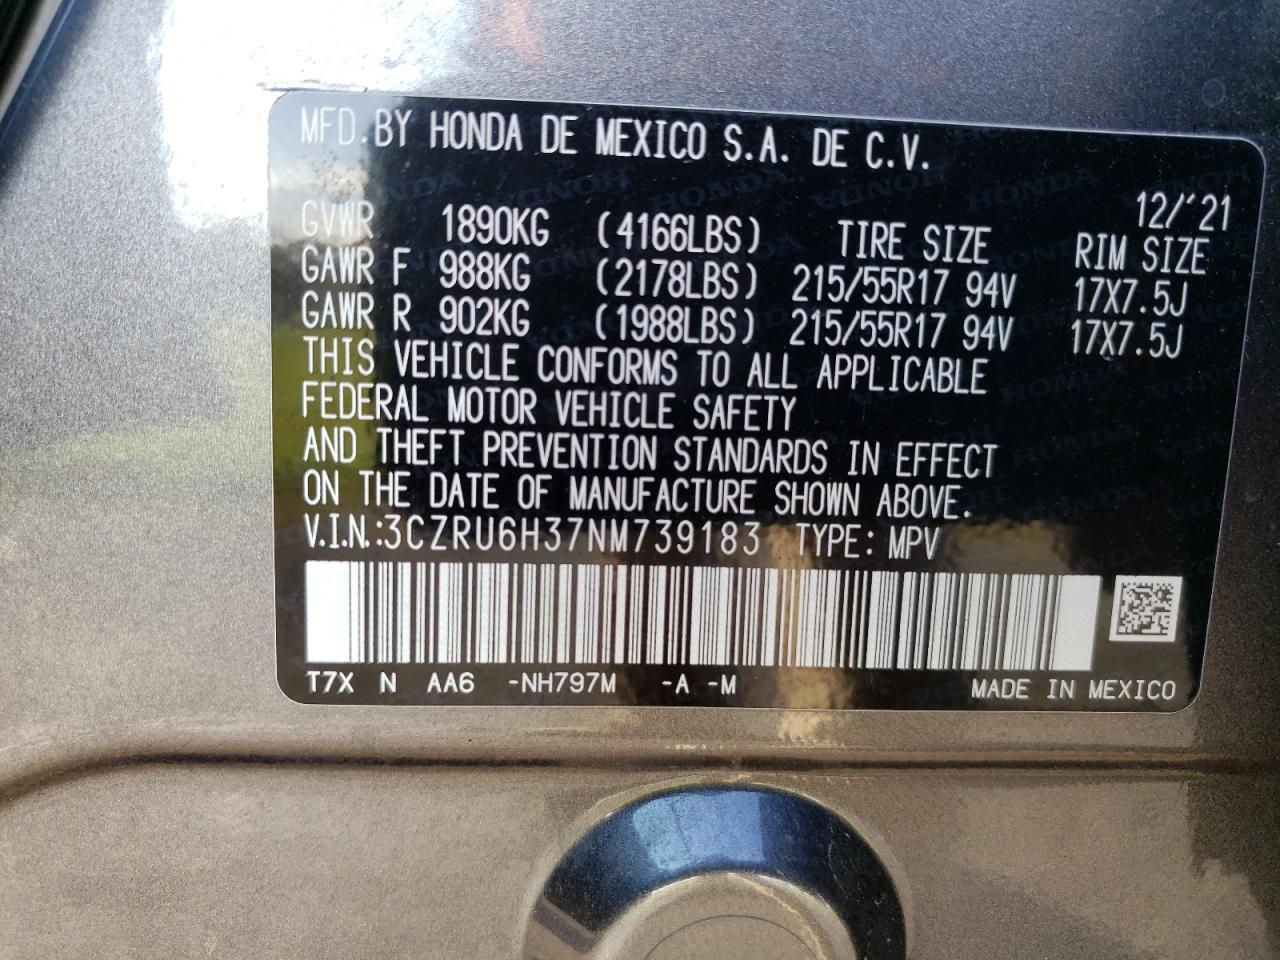 MFD. BY HONDA DE MEXICO S.A. DE C.V.
12/'21
GVWR 1890KG (4166LBS) TIRE SIZE RIM SIZE
GAWR F 988KG (2178LBS) 215/55R17 94V 17X7.5J
GAWR R 902KG (1988LBS) 215/55R17 94V 17X7.5J
THIS VEHICLE CONFORMS TO ALL APPLICABLE
FEDERAL MOTOR VEHICLE SAFETY
AND THEFT PREVENTION STANDARDS IN EFFECT
ON THE DATE OF MANUFACTURE SHOWN ABOVE.
V.I.N.:3CZRU6H37NM739183 TYPE: MPV
T7X N AA6 -NH797M -A -M MADE IN MEXICO